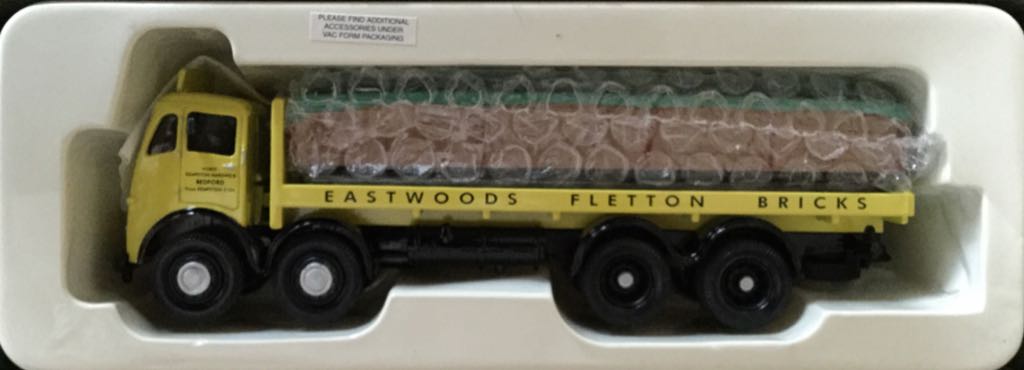 PLEASE FIND ADDITIONAL
ACCESSORIES UNDER
VAC FORM PACKAGING
BEDFORD
EASTWOODS FLETTON BRICKS